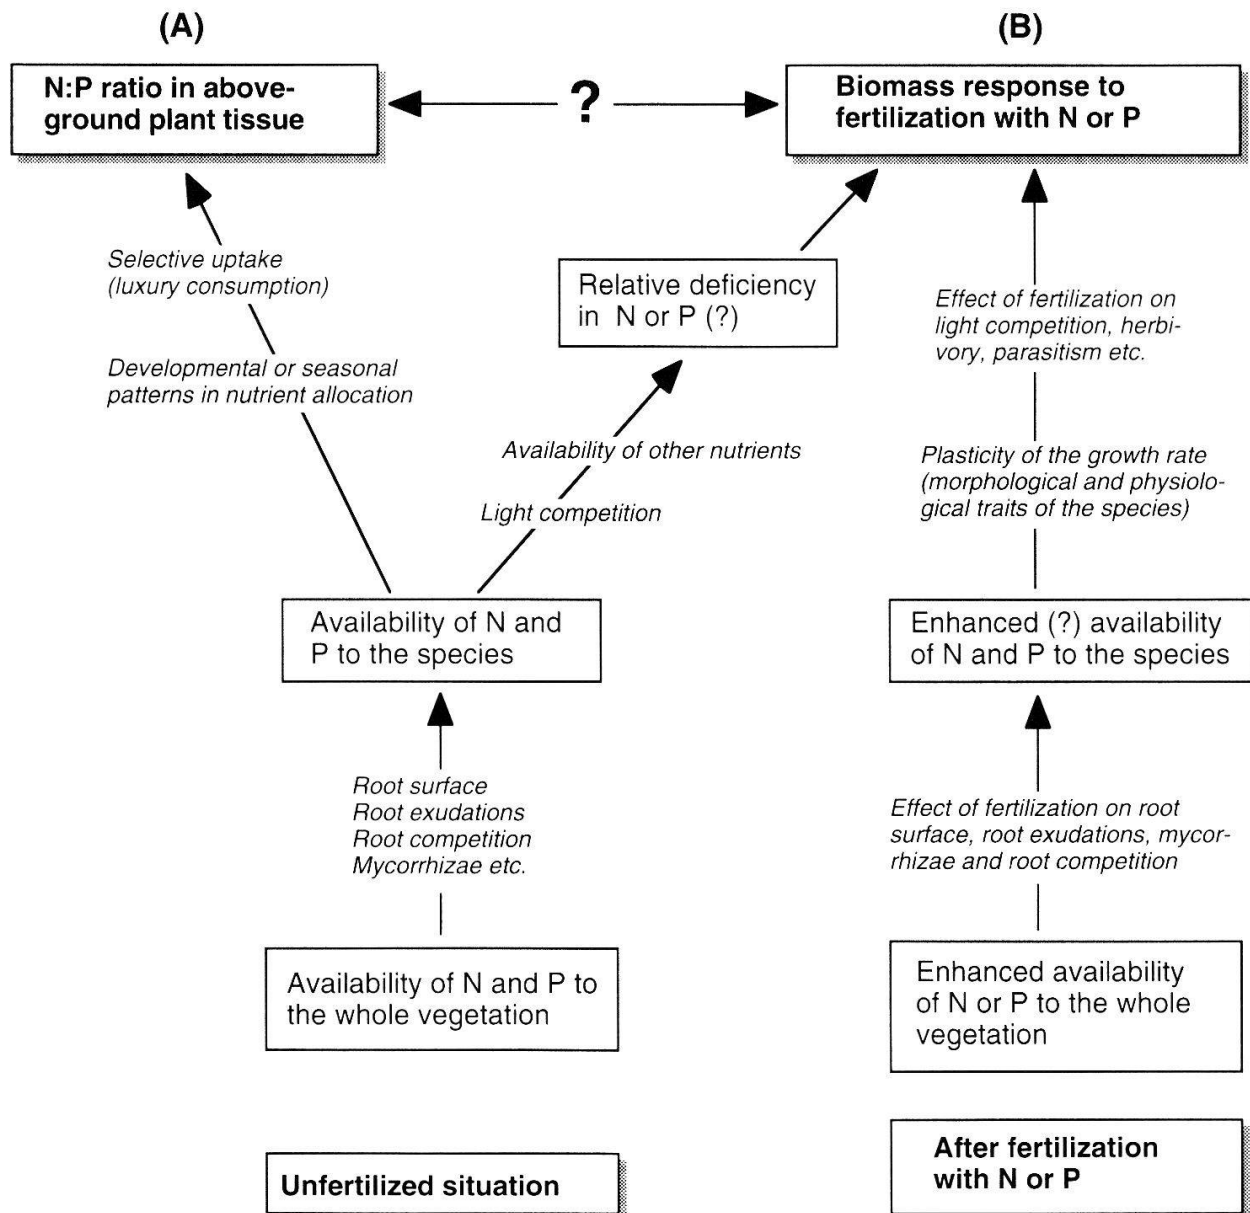 (A)
(B)
N:P ratio in above-
ground plant tissue
?
Biomass response to
fertilization with N or P
Selective uptake
(luxury consumption)
Developmental or seasonal
patterns in nutrient allocation
Relative deficiency
in N or P (?)
Availability of other nutrients
Light competition
Effect of fertilization on
light competition, herbi-
vory, parasitism etc.
Plasticity of the growth rate
(morphological and physiolo-
gical traits of the species)
Availability of N and
P to the species
Enhanced (?) availability
of N and P to the species
Root surface
Root exudations
Root competition
Mycorrhizae etc.
Effect of fertilization on root
surface, root exudations, mycor-
rhizae and root competition
Availability of N and P to
the whole vegetation
Enhanced availability
of N or P to the whole
vegetation
Unfertilized situation
After fertilization
with N or P